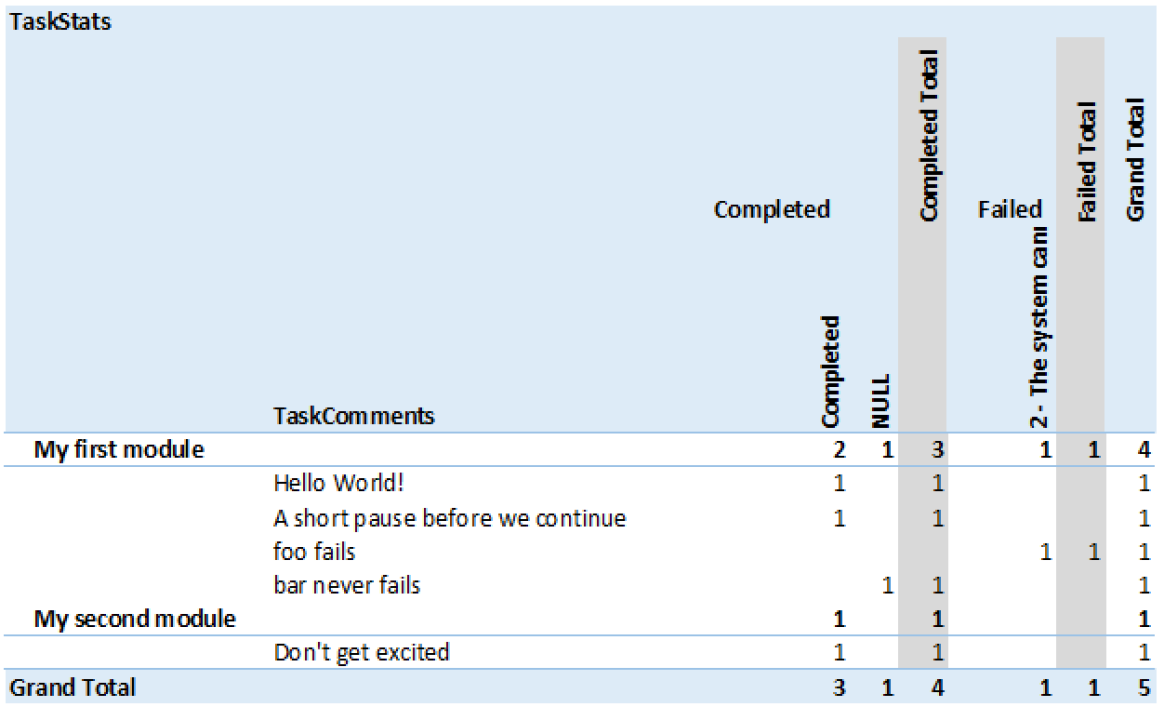 TaskStats
Completed Completed Total Failed Failed Total Grand Total
TaskComments Completed NULL 2 - The system
My first module 2 1 3 1 1 4
Hello World! 1 1 1
A short pause before we continue 1 1 1
foo fails 1 1 1
bar never fails 1 1 1
My second module 1 1 1
Don't get excited 1 1 1
Grand Total 3 1 4 1 1 5